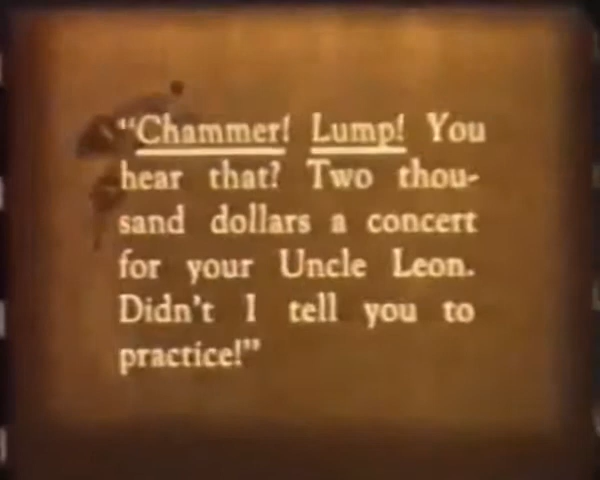 "Chammer! Lump! You
hear that? Two thou-
sand dollars a concert
for your Uncle Leon.
Didn't I tell you to
practice!"